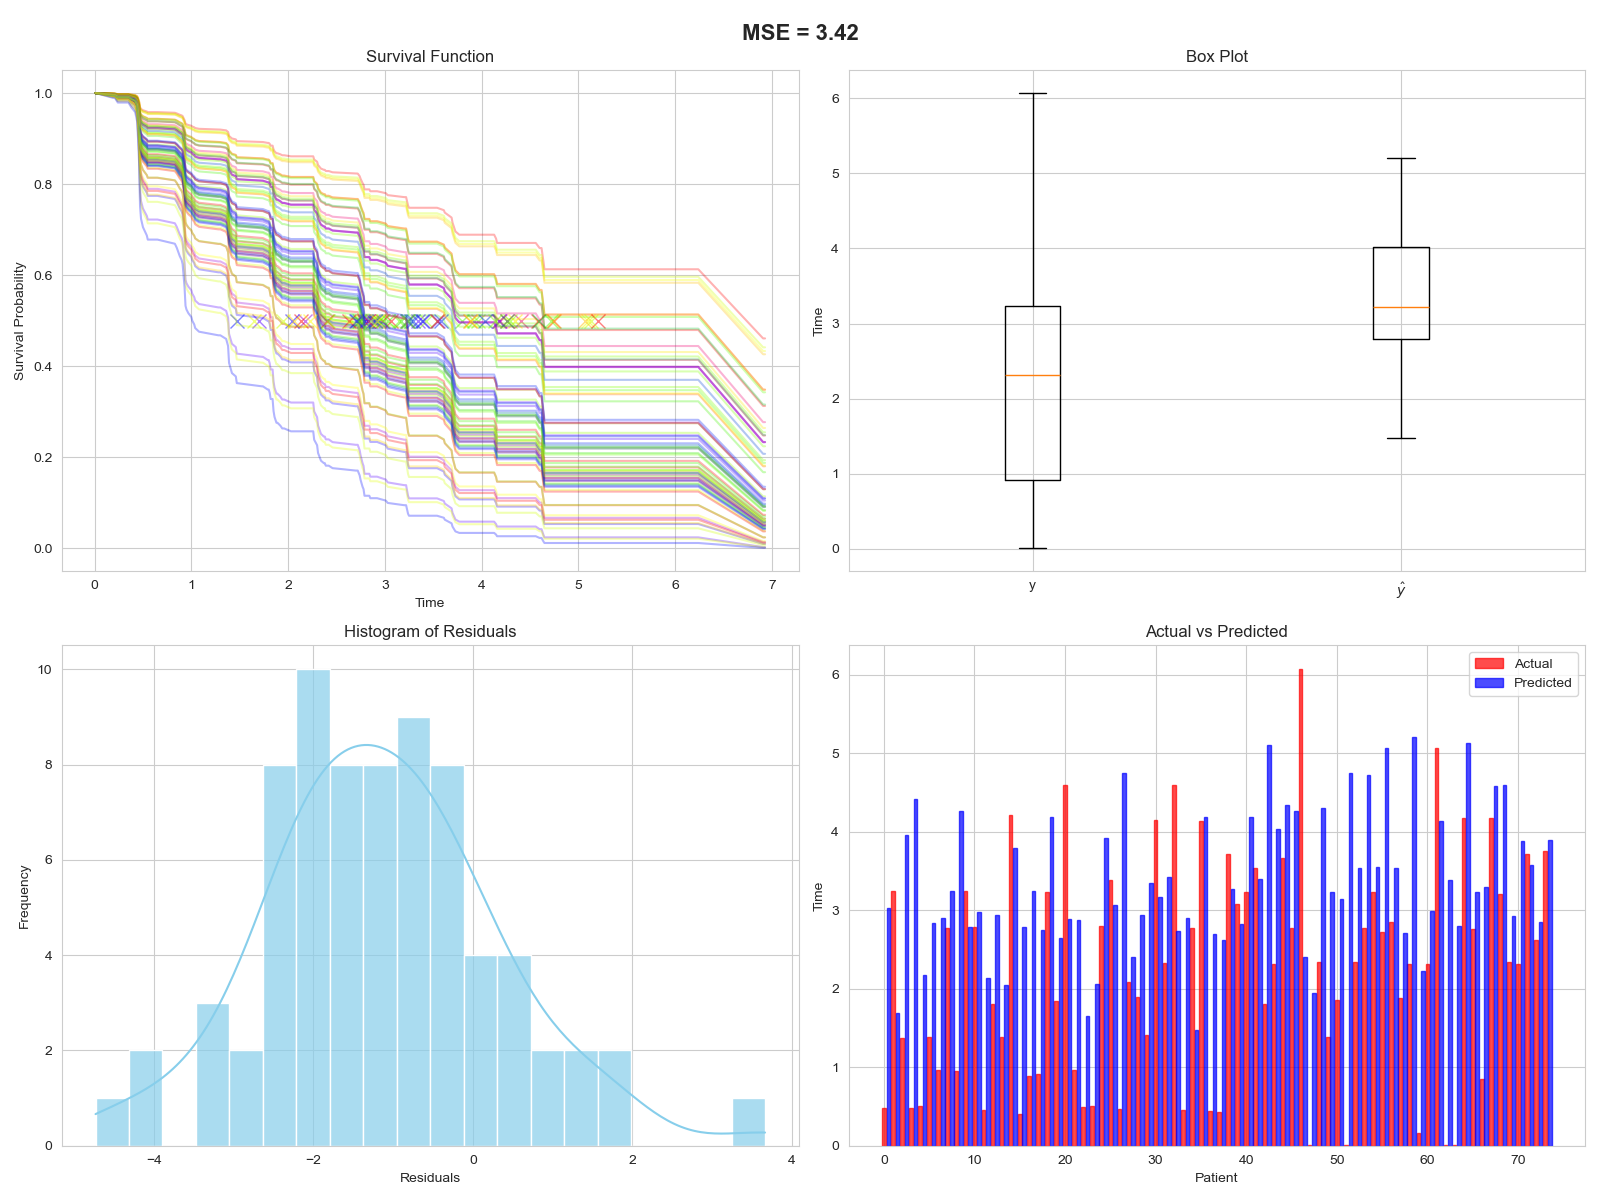 MSE = 3.42
Survival Function
Survival Probability
1.0
0.8
0.6
0.4
0.2
0.0
0 1 2 3 4 5 6 7
Time
Box Plot
Time
6
5
4
3
2
1
0
y ŷ
Histogram of Residuals
Frequency
10
8
6
4
2
0
−4 −2 0 2 4
Residuals
Actual vs Predicted
Actual
Predicted
Time
6
5
4
3
2
1
0
0 10 20 30 40 50 60 70
Patient